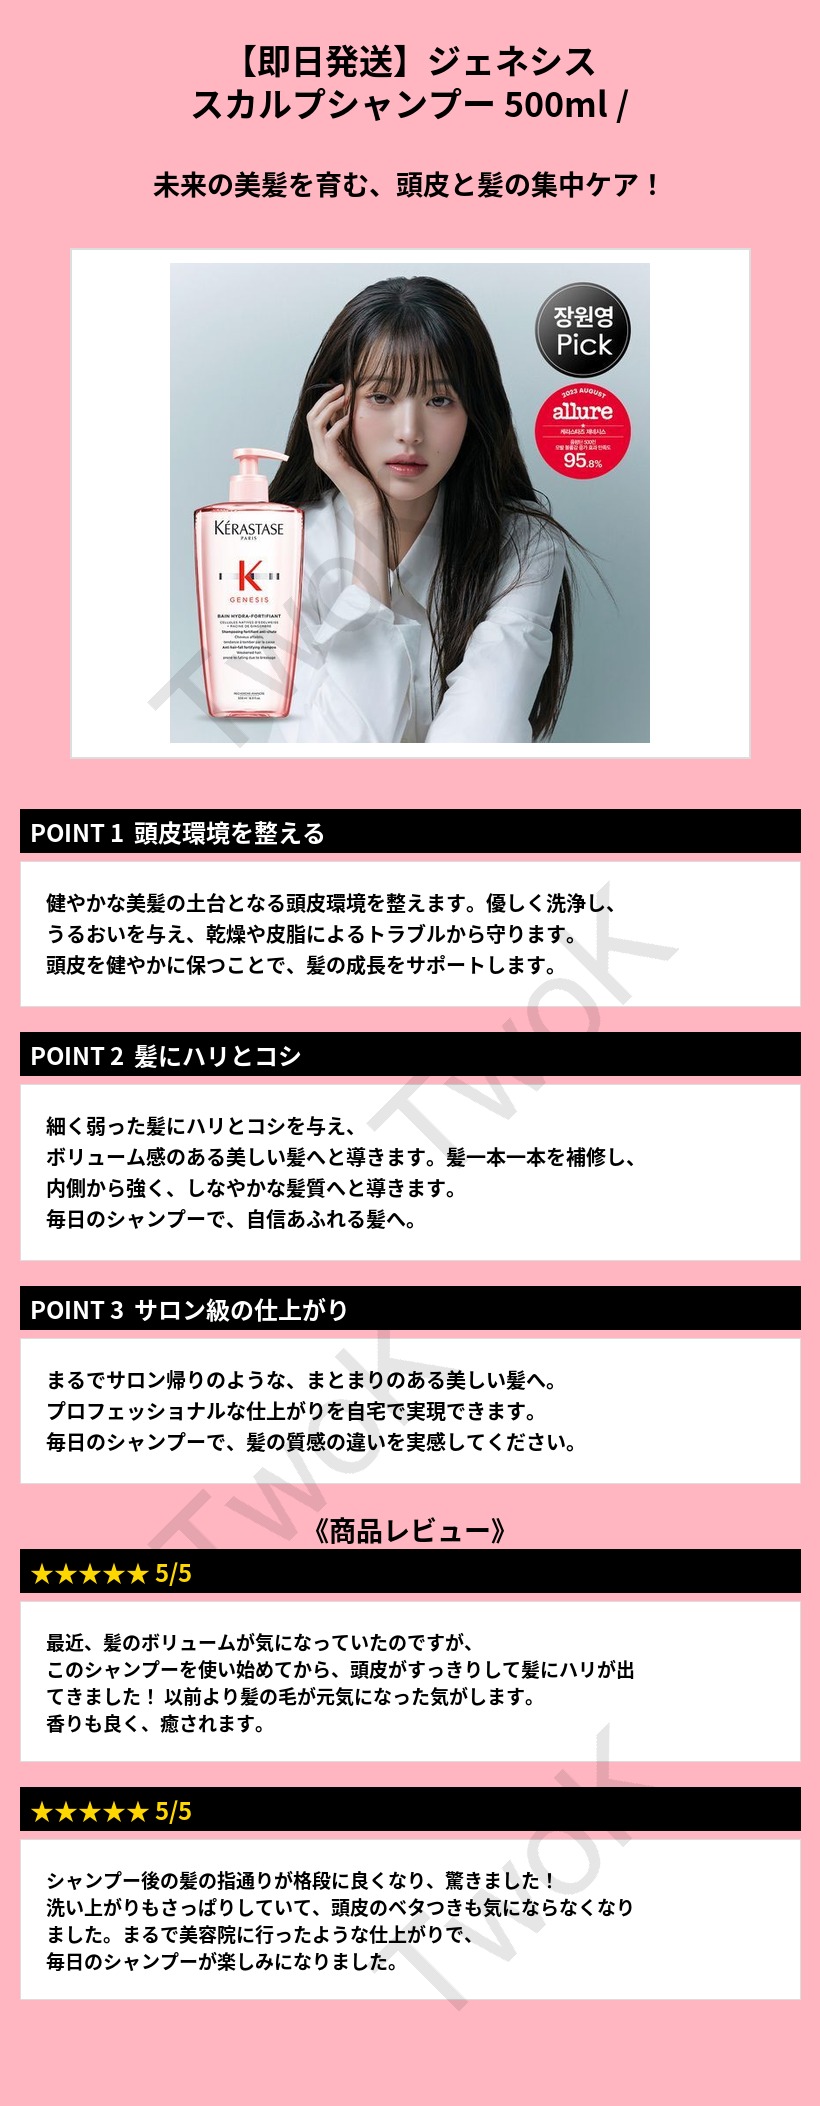 【即日発送】ジェネシス
スカルプシャンプー 500ml /
未来の美髪を育む、頭皮と髪の集中ケア！
장원영
Pick
2023 AUGUST
allure
케라스타즈 제네시스
95.8%
KÉRASTASE
PARIS
K
GENESIS
BAIN HYDRA-FORTIFIANT
TwoK
POINT 1 頭皮環境を整える
健やかな美髪の土台となる頭皮環境を整えます。優しく洗浄し、
うるおいを与え、乾燥や皮脂によるトラブルから守ります。
頭皮を健やかに保つことで、髪の成長をサポートします。
TwoK
POINT 2 髪にハリとコシ
細く弱った髪にハリとコシを与え、
ボリューム感のある美しい髪へと導きます。髪一本一本を補修し、
内側から強く、しなやかな髪質へと導きます。
毎日のシャンプーで、自信あふれる髪へ。
POINT 3 サロン級の仕上がり
まるでサロン帰りのような、まとまりのある美しい髪へ。
プロフェッショナルな仕上がりを自宅で実現できます。
毎日のシャンプーで、髪の質感の違いを実感してください。
TwoK
《商品レビュー》
★★★★★ 5/5
最近、髪のボリュームが気になっていたのですが、
このシャンプーを使い始めてから、頭皮がすっきりして髪にハリが出
てきました！ 以前より髪の毛が元気になった気がします。
香りも良く、癒されます。
★★★★★ 5/5
シャンプー後の髪の指通りが格段に良くなり、驚きました！
洗い上がりもさっぱりしていて、頭皮のベタつきも気にならなくなり
ました。まるで美容院に行ったような仕上がりで、
毎日のシャンプーが楽しみになりました。
TwoK